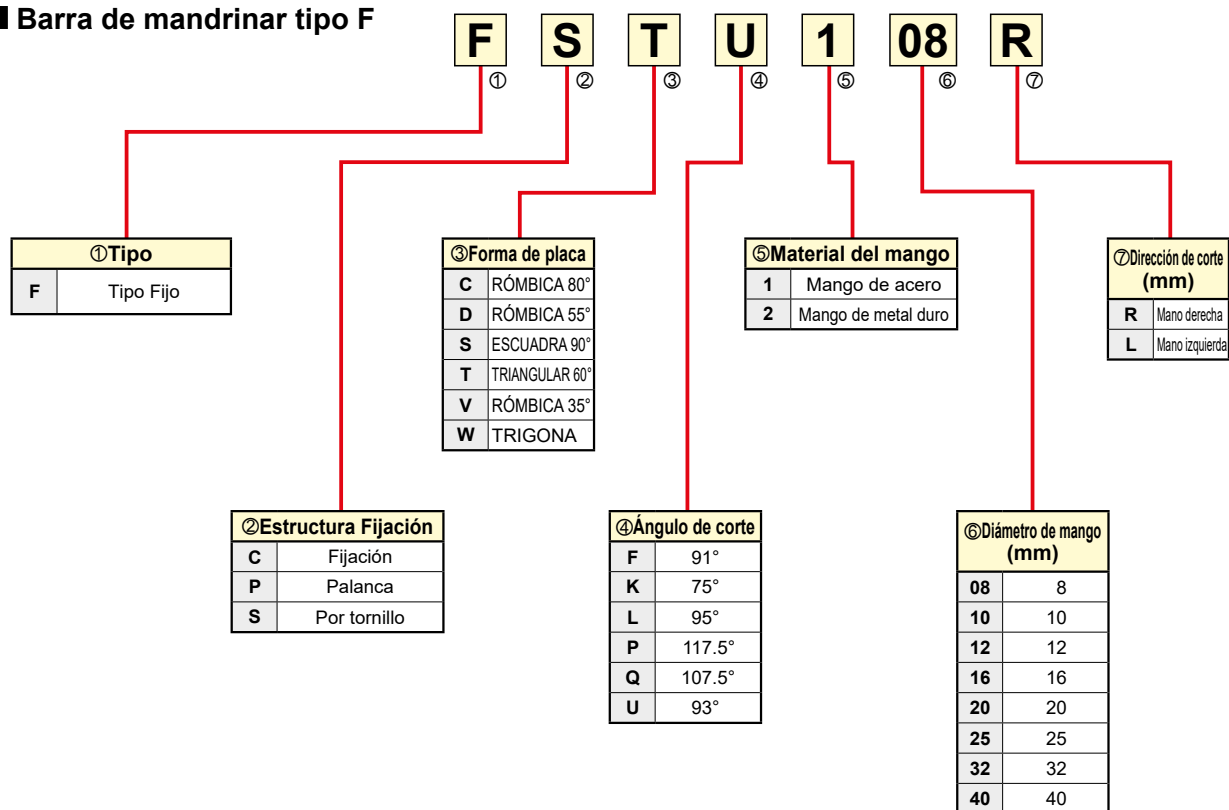 Barra de mandrinar tipo F
F S T U 1 08 R
① ② ③ ④ ⑤ ⑥ ⑦
①Tipo
F Tipo Fijo
③Forma de placa
C RÓMBICA 80°
D RÓMBICA 55°
S ESCUADRA 90°
T TRIANGULAR 60°
V RÓMBICA 35°
W TRIGONA
⑤Material del mango
1 Mango de acero
2 Mango de metal duro
⑦Dirección de corte
(mm)
R Mano derecha
L Mano izquierda
②Estructura Fijación
C Fijación
P Palanca
S Por tornillo
④Ángulo de corte
F 91°
K 75°
L 95°
P 117.5°
Q 107.5°
U 93°
⑥Diámetro de mango
(mm)
08 8
10 10
12 12
16 16
20 20
25 25
32 32
40 40